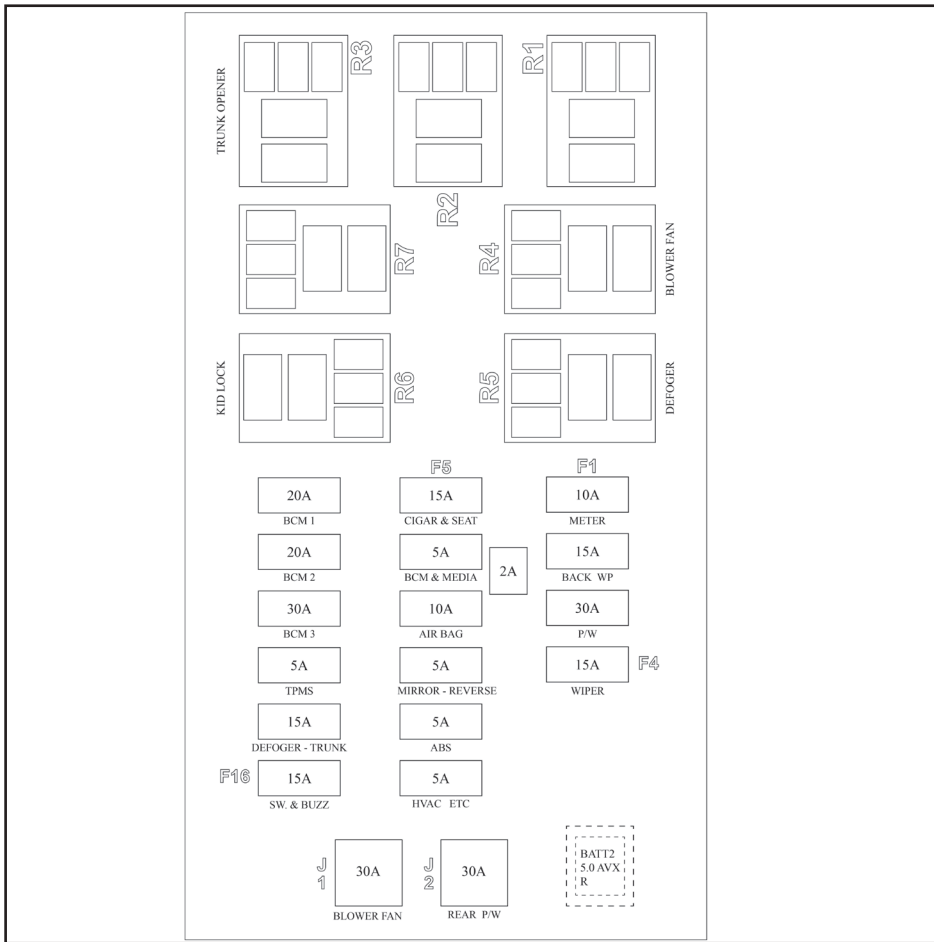 R3
R1
TRUNK OPENER
R2
R7
R4
BLOWER FAN
KID LOCK
R6
R5
DEFOGER
F5
F1
20A
15A
10A
BCM 1
CIGAR & SEAT
METER
20A
5A
2A
15A
BCM 2
BCM & MEDIA
BACK WP
30A
10A
30A
BCM 3
AIR BAG
P/W
5A
5A
15A
F4
TPMS
MIRROR - REVERSE
WIPER
15A
5A
DEFOGER - TRUNK
ABS
F16
15A
5A
SW. & BUZZ
HVAC ETC
J1
30A
J2
30A
BLOWER FAN
REAR P/W
BATT2
5.0 AVX
R